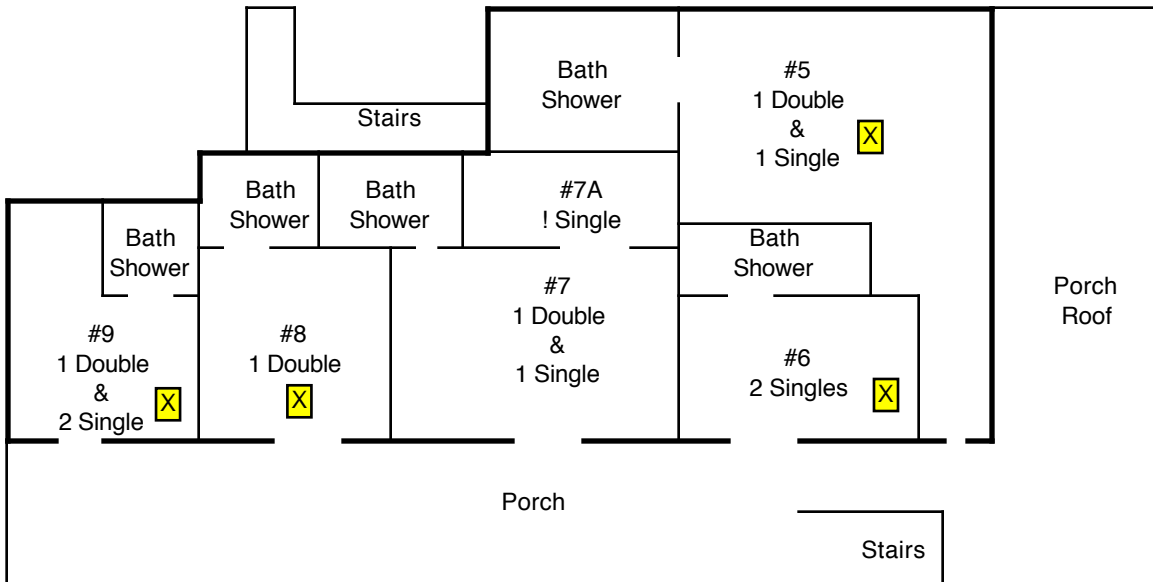 Bath
Shower
#5
1 Double
&
1 Single
X
Stairs
Bath
Shower
Bath
Shower
#7A
! Single
Bath
Shower
Bath
Shower
#7
1 Double
&
1 Single
Porch
Roof
#9
1 Double
&
2 Single
X
#8
1 Double
X
#6
2 Singles
X
Porch
Stairs